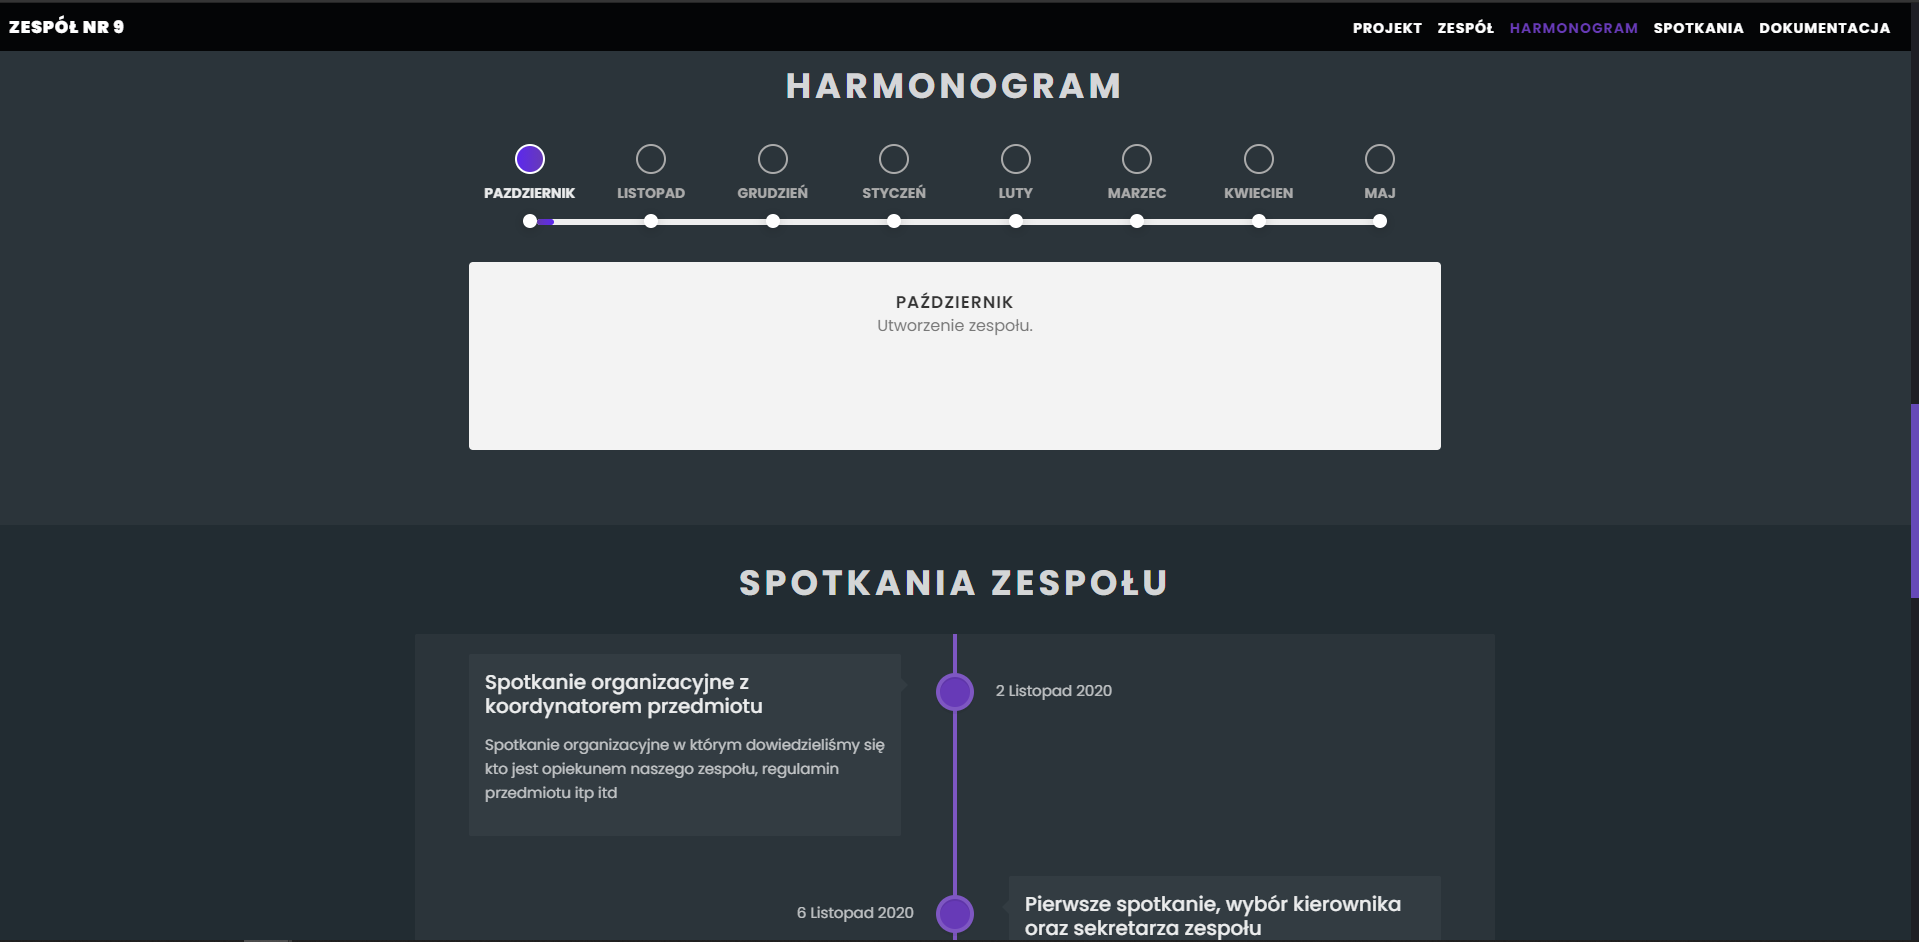 ZESPÓŁ NR 9
PROJEKT ZESPÓŁ HARMONOGRAM SPOTKANIA DOKUMENTACJA
HARMONOGRAM
PAZDZIERNIK LISTOPAD GRUDZIEŃ STYCZEŃ LUTY MARZEC KWIECIEN MAJ
PAŹDZIERNIK
Utworzenie zespołu.
SPOTKANIA ZESPOŁU
Spotkanie organizacyjne z
koordynatorem przedmiotu
2 Listopad 2020
Spotkanie organizacyjne w którym dowiedzieliśmy się
kto jest opiekunem naszego zespołu, regulamin
przedmiotu itp itd
6 Listopad 2020
Pierwsze spotkanie, wybór kierownika
oraz sekretarza zespołu